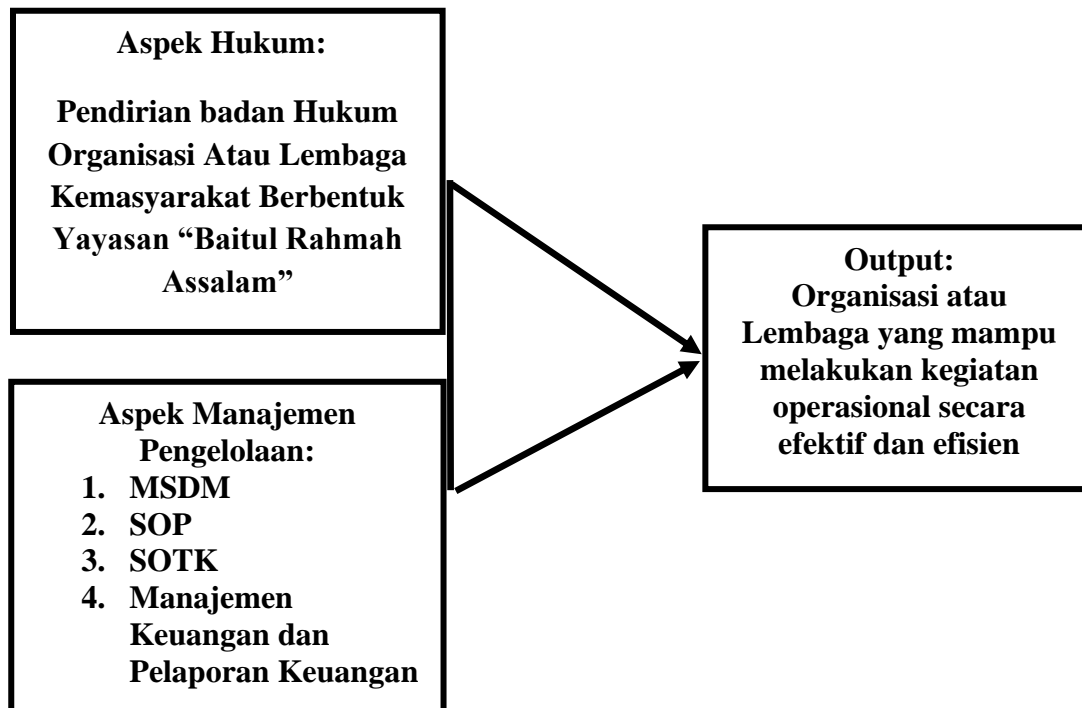 Aspek Hukum:
Pendirian badan Hukum
Organisasi Atau Lembaga
Kemasyarakat Berbentuk
Yayasan “Baitul Rahmah
Assalam”
Aspek Manajemen
Pengelolaan:
1. MSDM
2. SOP
3. SOTK
4. Manajemen
Keuangan dan
Pelaporan Keuangan
Output:
Organisasi atau
Lembaga yang mampu
melakukan kegiatan
operasional secara
efektif dan efisien